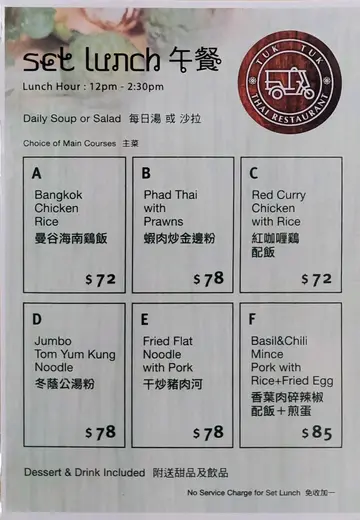 set lunch 午餐
Lunch Hour : 12pm - 2:30pm
TUK TUK
THAI RESTAURANT
Daily Soup or Salad 每日湯 或 沙拉
Choice of Main Courses 主菜
A
Bangkok
Chicken
Rice
曼谷海南鷄飯
$72
B
Phad Thai
with
Prawns
蝦肉炒金邊粉
$78
C
Red Curry
Chicken
with Rice
紅咖喱鷄
配飯
$72
D
Jumbo
Tom Yum Kung
Noodle
冬蔭公湯粉
$78
E
Fried Flat
Noodle
with Pork
干炒豬肉河
$78
F
Basil&Chili
Mince
Pork with
Rice+Fried Egg
香葉肉碎辣椒
配飯＋煎蛋
$85
Dessert & Drink Included 附送甜品及飲品
No Service Charge for Set Lunch 免收加一